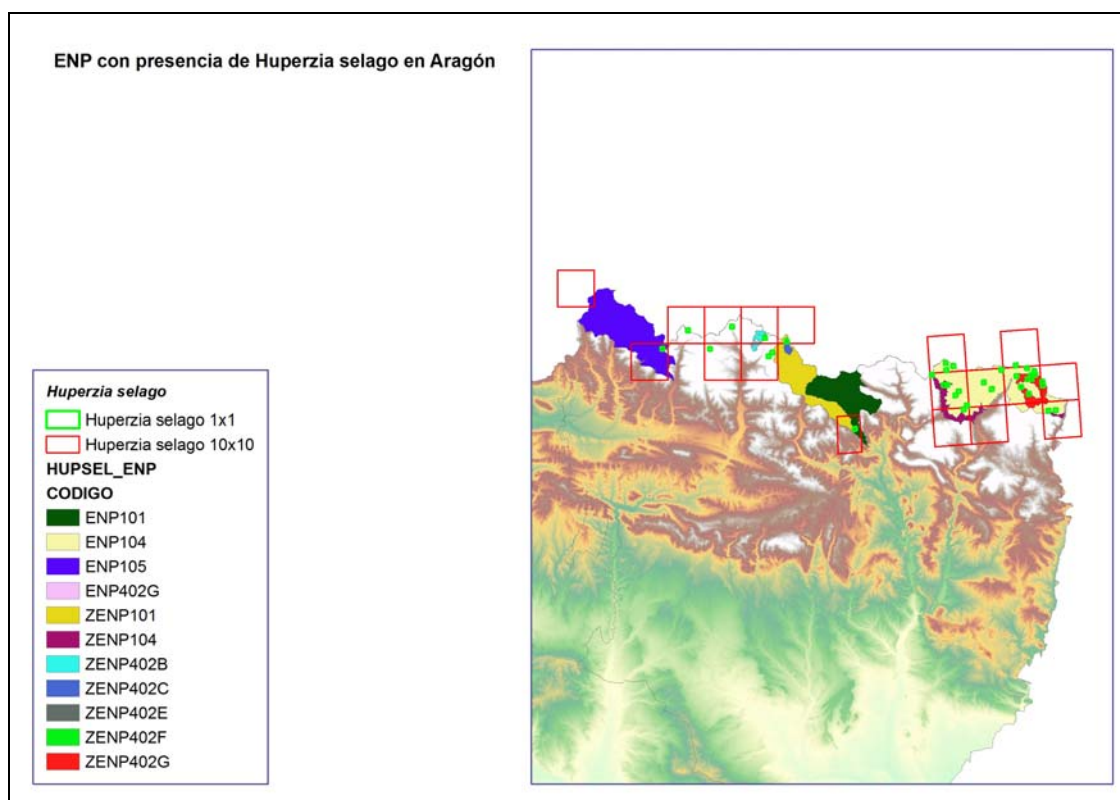 ENP con presencia de Huperzia selago en Aragón
Huperzia selago
Huperzia selago 1x1
Huperzia selago 10x10
HUPSEL_ENP
CODIGO
ENP101
ENP104
ENP105
ENP402G
ZENP101
ZENP104
ZENP402B
ZENP402C
ZENP402E
ZENP402F
ZENP402G